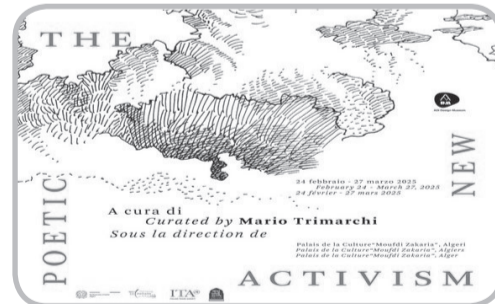 THE
NEW
POETIC
ACTIVISM
24 febbraio - 27 marzo 2025
February 24 - March 27, 2025
24 février - 27 mars 2025
A cura di
Curated by Mario Trimarchi
Sous la direction de
Palais de la Culture"Moufdi Zakaria", Algeri
Palais de la Culture"Moufdi Zakaria", Algiers
Palais de la Culture"Moufdi Zakaria", Alger
ITA